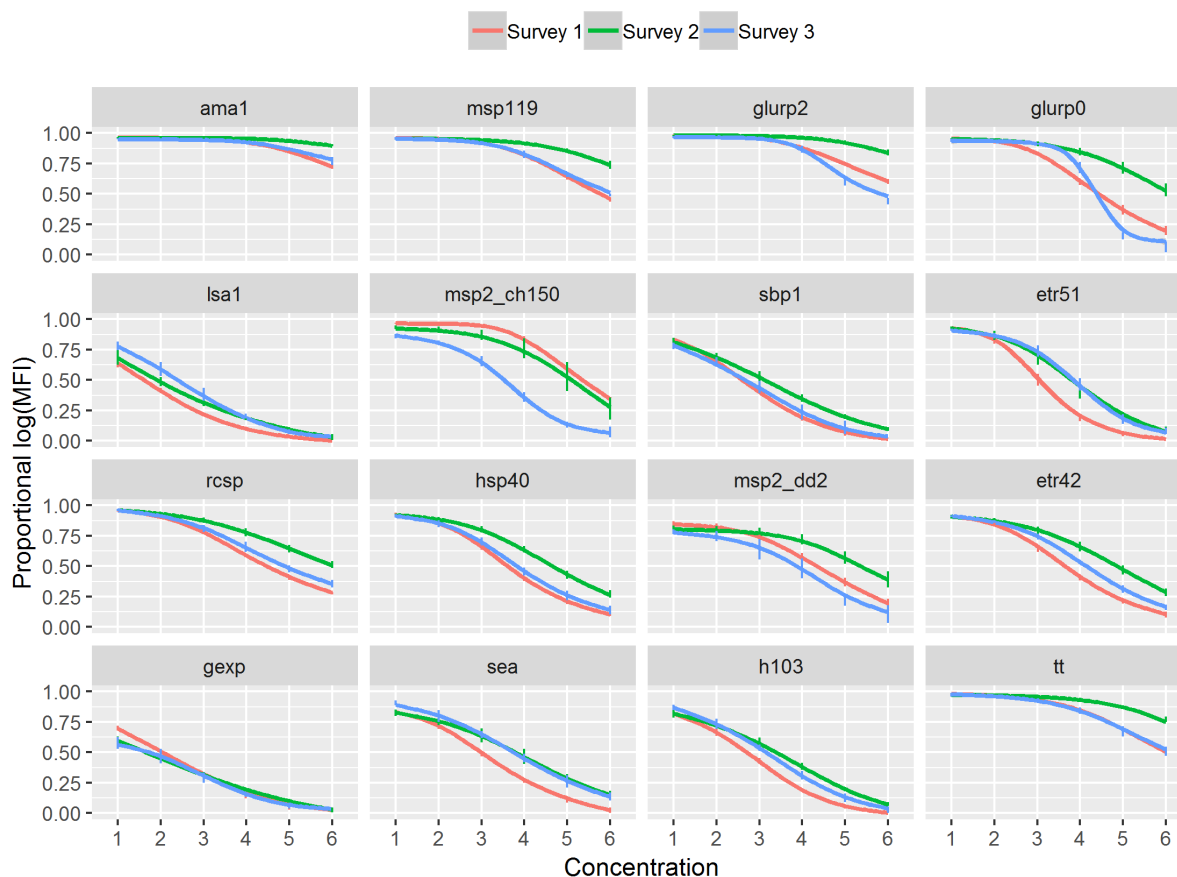 Survey 1 Survey 2 Survey 3
ama1 msp119 glurp2 glurp0
1.00
0.75
0.50
0.25
0.00
lsa1 msp2_ch150 sbp1 etr51
1.00
0.75
0.50
0.25
0.00
rcsp hsp40 msp2_dd2 etr42
1.00
0.75
0.50
0.25
0.00
gexp sea h103 tt
1.00
0.75
0.50
0.25
0.00
1 2 3 4 5 6 1 2 3 4 5 6 1 2 3 4 5 6 1 2 3 4 5 6
Proportional log(MFI)
Concentration